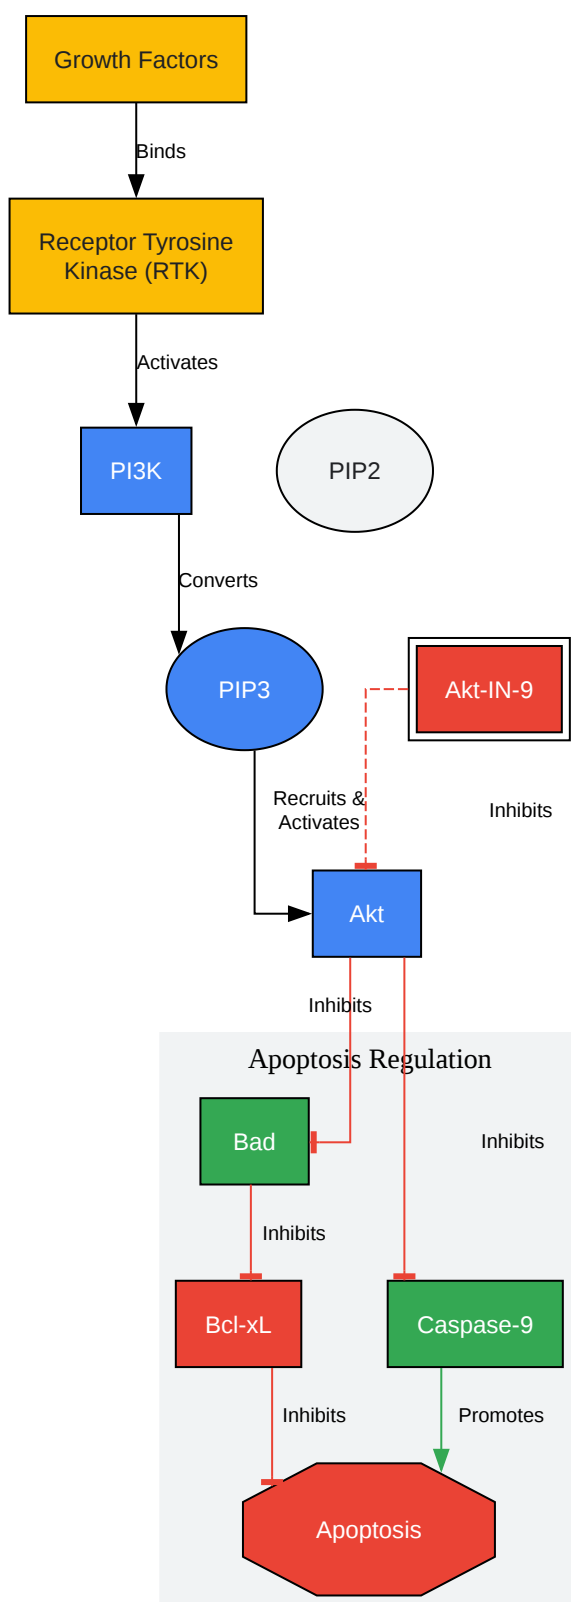 Growth Factors
Binds
Receptor Tyrosine
Kinase (RTK)
Activates
PI3K
PIP2
Converts
PIP3
Akt-IN-9
Recruits &
Activates
Inhibits
Akt
Inhibits
Apoptosis Regulation
Bad
Inhibits
Inhibits
Bcl-xL
Caspase-9
Inhibits
Promotes
Apoptosis